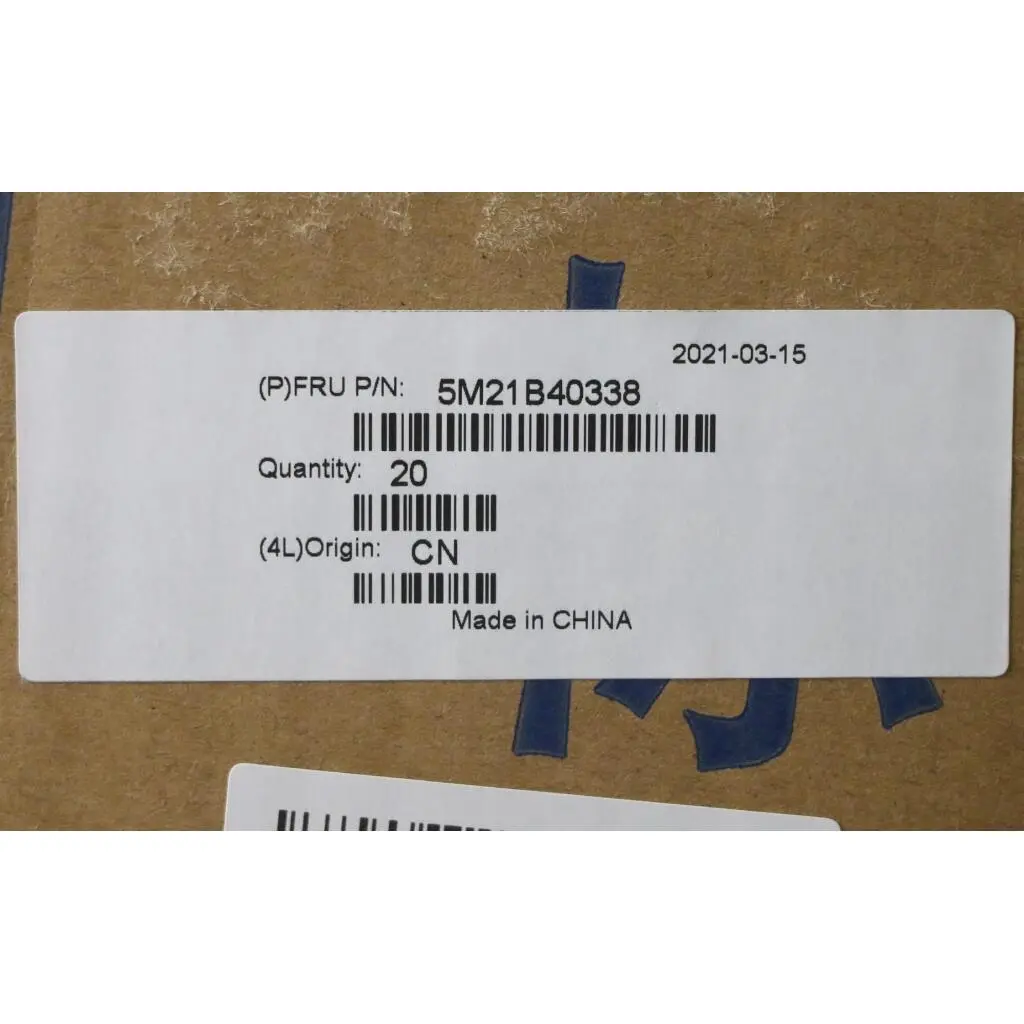 2021-03-15
(P)FRU P/N: 5M21B40338
Quantity: 20
(4L)Origin: CN
Made in CHINA